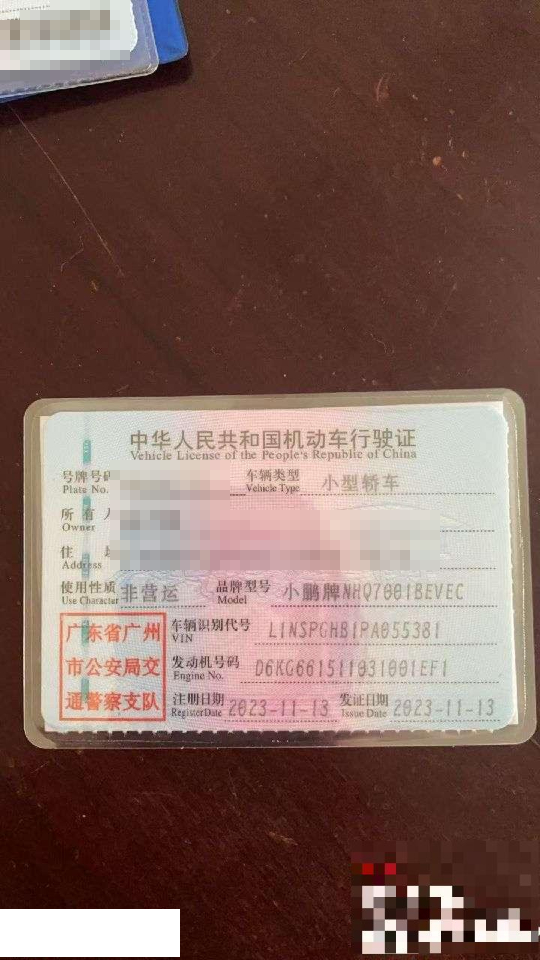 中华人民共和国机动车行驶证
Vehicle License of the People's Republic of China
号牌号码
Plate No.
车辆类型 小型轿车
Vehicle Type
所有人
Owner
住
Address
使用性质 非营运 品牌型号 小鹏牌NHQ7001BEVEC
Use Character Model
广东省广州
市公安局交
通警察支队
车辆识别代号 L1NSPGHB1PA055381
VIN
发动机号码 D6KG661511031001EF1
Engine No.
注册日期 2023-11-13 发证日期 2023-11-13
Register Date Issue Date